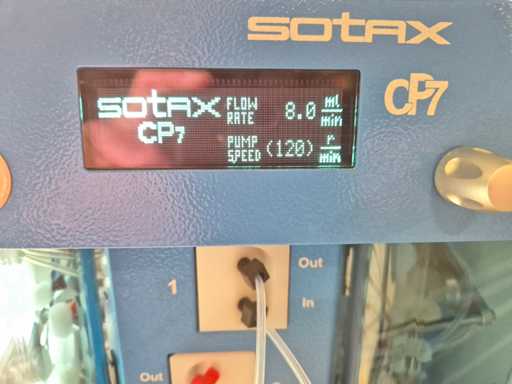 sotax
CP7
sotax
CP7
FLOW RATE 8.0 ml/min
PUMP SPEED (120) r/min
Out
1
In
Out